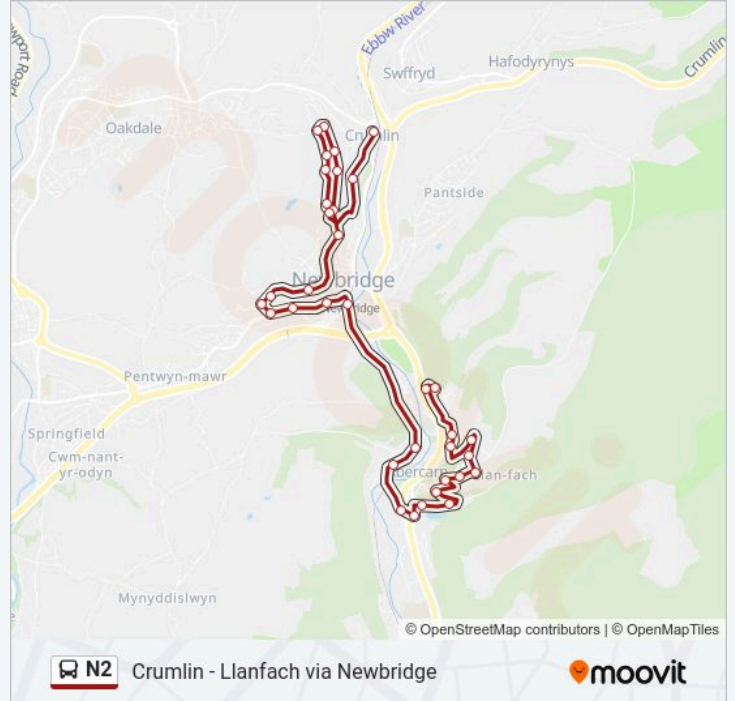 Ebbw River
Swffryd
Hafodyrynys
Crumlin
wport Road
Oakdale
Crumlin
Pantside
Newbridge
Newbridge
Pentwyn-mawr
Springfield
Cwm-nant-
yr-odyn
bercarn
lan-fach
Mynyddislwyn
© OpenStreetMap contributors | © OpenMapTiles
N2 Crumlin - Llanfach via Newbridge
moovit